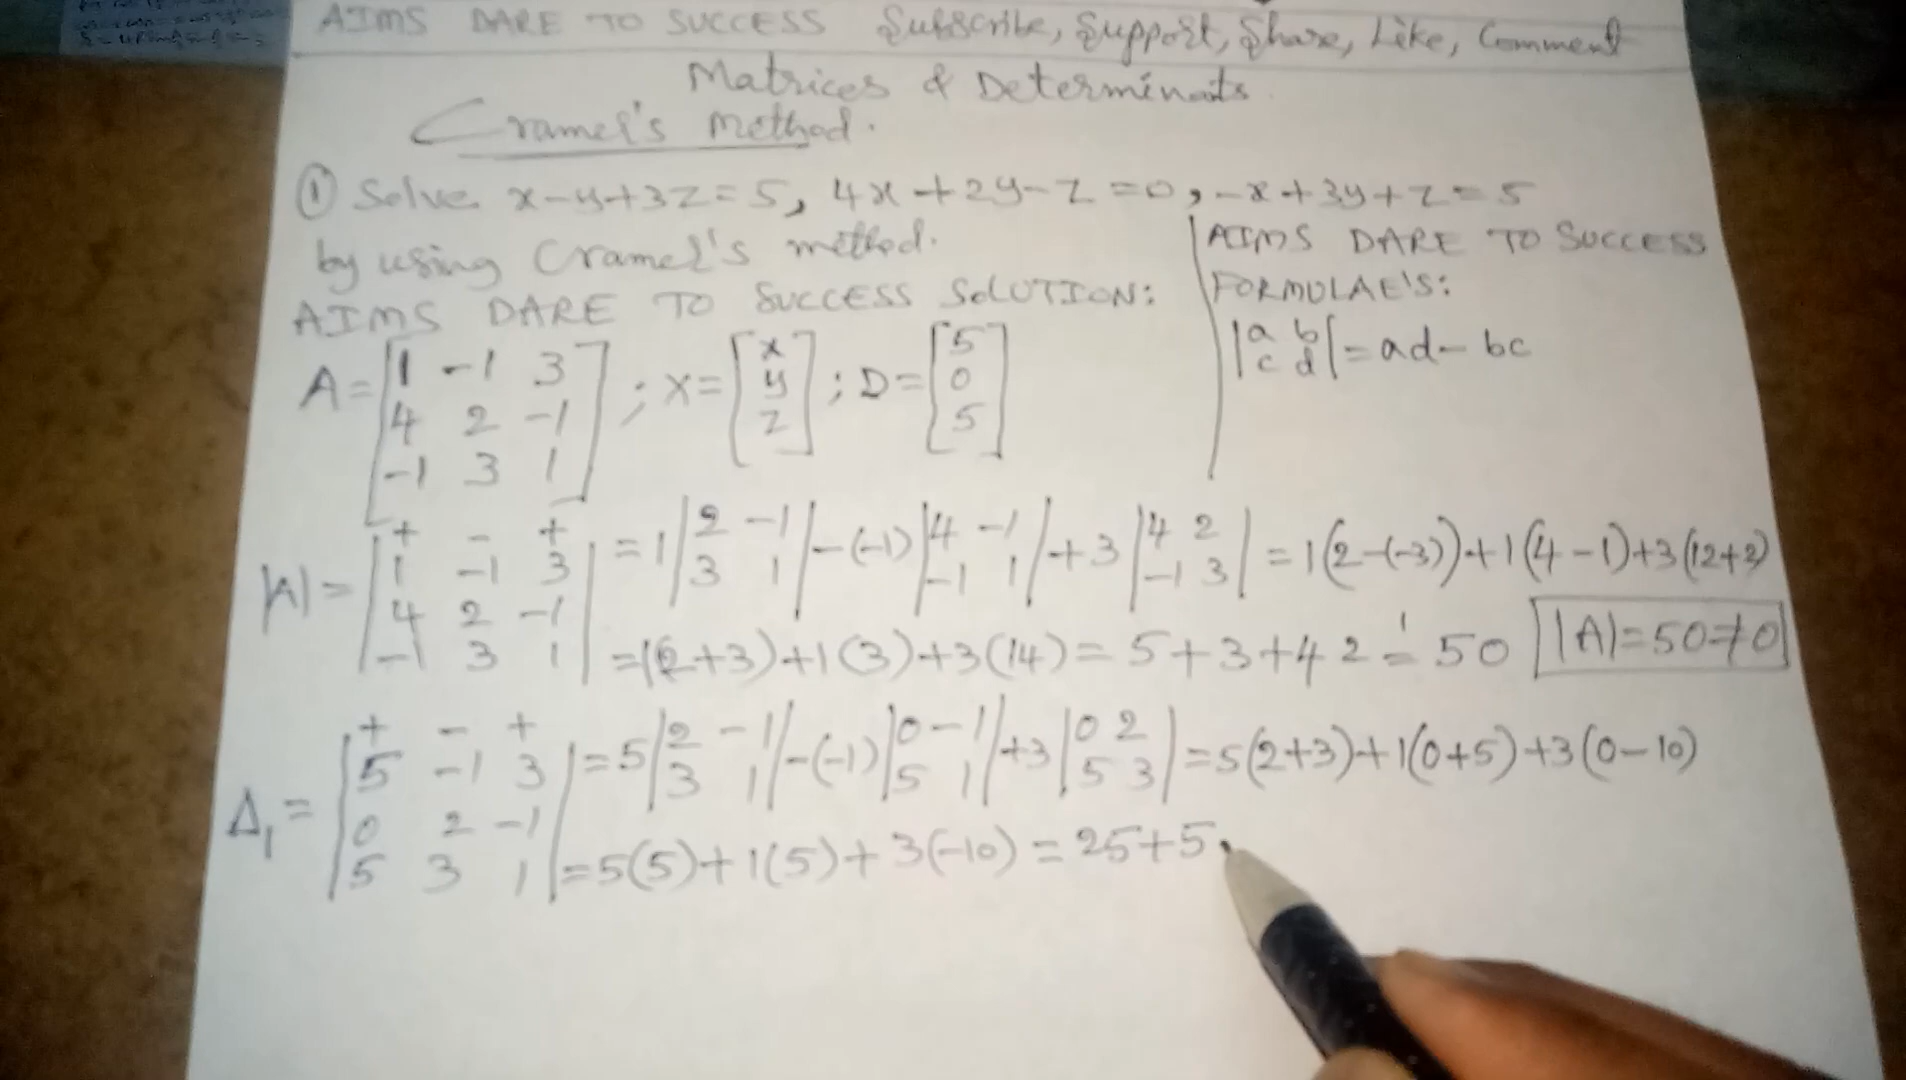 AIMS DARE TO SUCCESS Subscribe, Support, Share, Like, Comment
Matrices & Determinats
Cramer's Method.
① Solve x-y+3z=5, 4x+2y-z=0, -x+3y+z=5
by using Cramer's method.
AIMS DARE TO SUCCESS SOLUTION:
AIMS DARE TO SUCCESS
FORMULAE'S:
|a b|
|c d| = ad - bc
A = [1 -1 3] ; X = [x] ; D = [5]
[4 2 -1] [y] [0]
[-1 3 1] [z] [5]
+ - +
|A| = |1 -1 3| = 1|2 -1| -(-1)|4 -1| +3|4 2| = 1(2-(-3))+1(4-1)+3(12+2)
|4 2 -1| |3 1| |-1 1| |-1 3|
|-1 3 1| = 1(2+3)+1(3)+3(14) = 5+3+42 = 50 |A|=50≠0
+ - +
Δ₁ = |5 -1 3| = 5|2 -1| -(-1)|0 -1| +3|0 2| = 5(2+3)+1(0+5)+3(0-10)
|0 2 -1| |3 1| |5 1| |5 3|
|5 3 1| = 5(5)+1(5)+3(-10) = 25+5